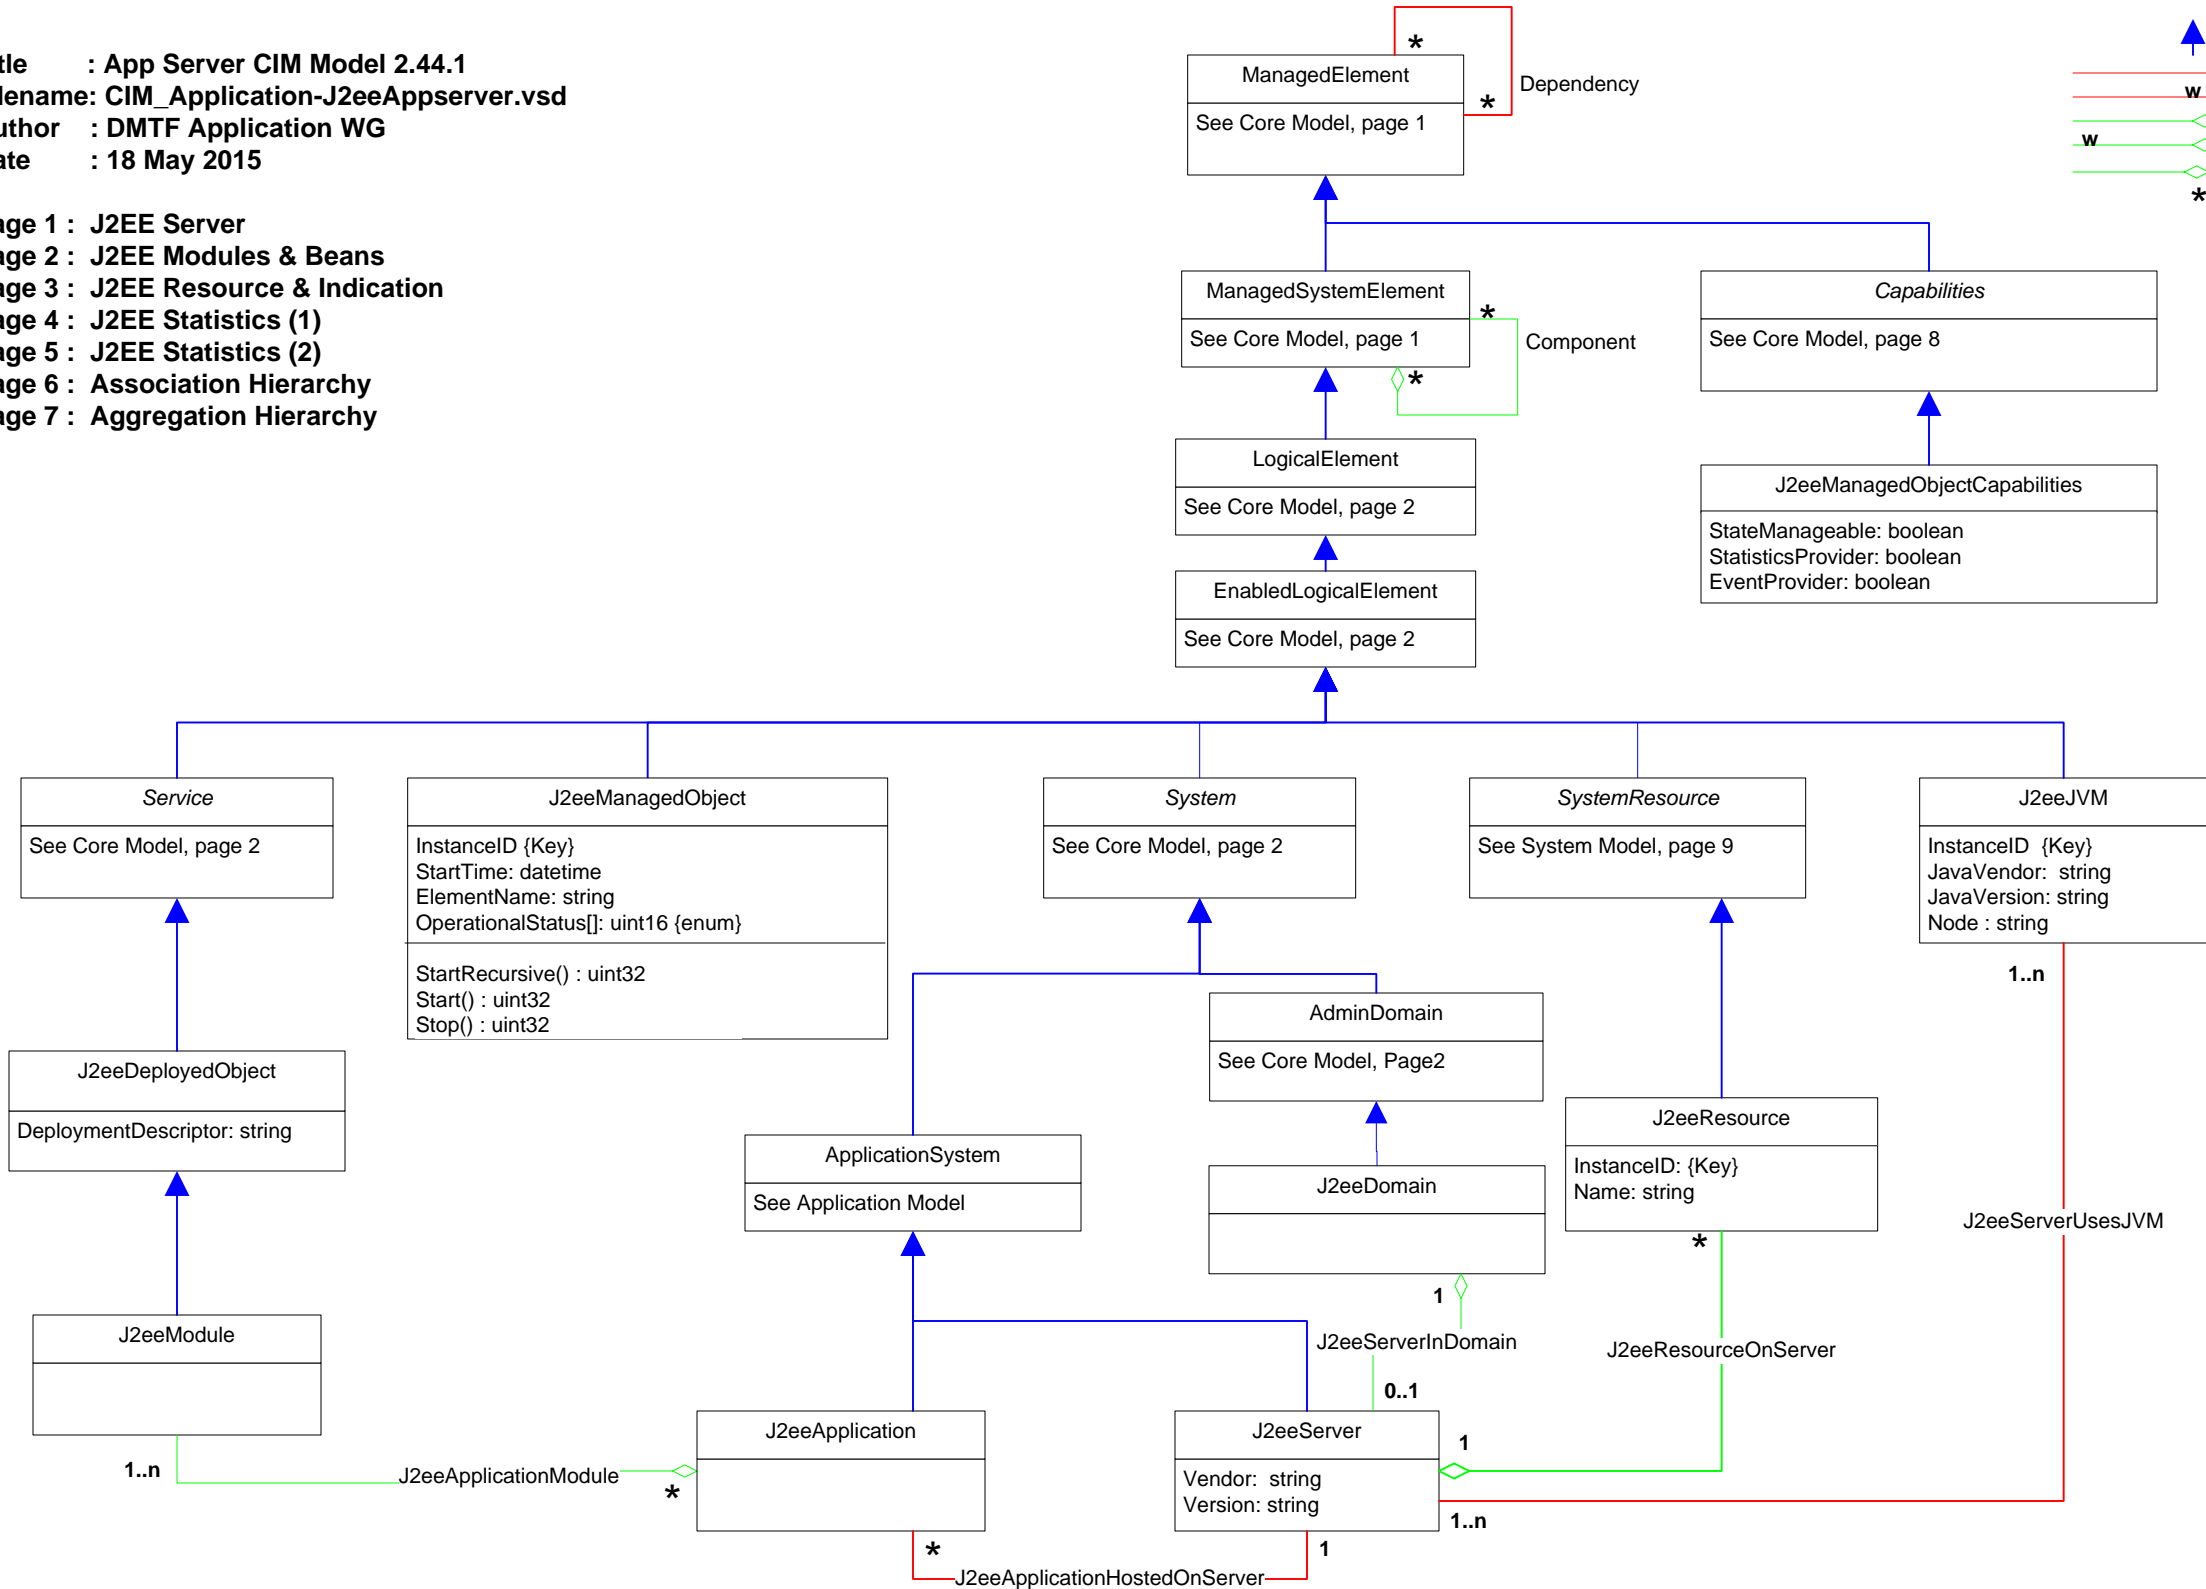 tle : App Server CIM Model 2.44.1
lename: CIM_Application-J2eeAppserver.vsd
uthor : DMTF Application WG
ate : 18 May 2015
age 1 : J2EE Server
age 2 : J2EE Modules & Beans
age 3 : J2EE Resource & Indication
age 4 : J2EE Statistics (1)
age 5 : J2EE Statistics (2)
age 6 : Association Hierarchy
age 7 : Aggregation Hierarchy
*
ManagedElement
See Core Model, page 1
*
Dependency
w
w
*
ManagedSystemElement
See Core Model, page 1
*
*
Component
Capabilities
See Core Model, page 8
LogicalElement
See Core Model, page 2
J2eeManagedObjectCapabilities
StateManageable: boolean
StatisticsProvider: boolean
EventProvider: boolean
EnabledLogicalElement
See Core Model, page 2
Service
See Core Model, page 2
J2eeManagedObject
InstanceID {Key}
StartTime: datetime
ElementName: string
OperationalStatus[]: uint16 {enum}
StartRecursive() : uint32
Start() : uint32
Stop() : uint32
System
See Core Model, page 2
SystemResource
See System Model, page 9
J2eeJVM
InstanceID {Key}
JavaVendor: string
JavaVersion: string
Node : string
1..n
AdminDomain
See Core Model, Page2
J2eeDeployedObject
DeploymentDescriptor: string
ApplicationSystem
See Application Model
J2eeDomain
J2eeResource
InstanceID: {Key}
Name: string
*
J2eeServerUsesJVM
1
J2eeServerInDomain
0..1
J2eeResourceOnServer
J2eeModule
1..n
J2eeApplicationModule
*
J2eeApplication
J2eeServer
Vendor: string
Version: string
1
1..n
*
1
J2eeApplicationHostedOnServer